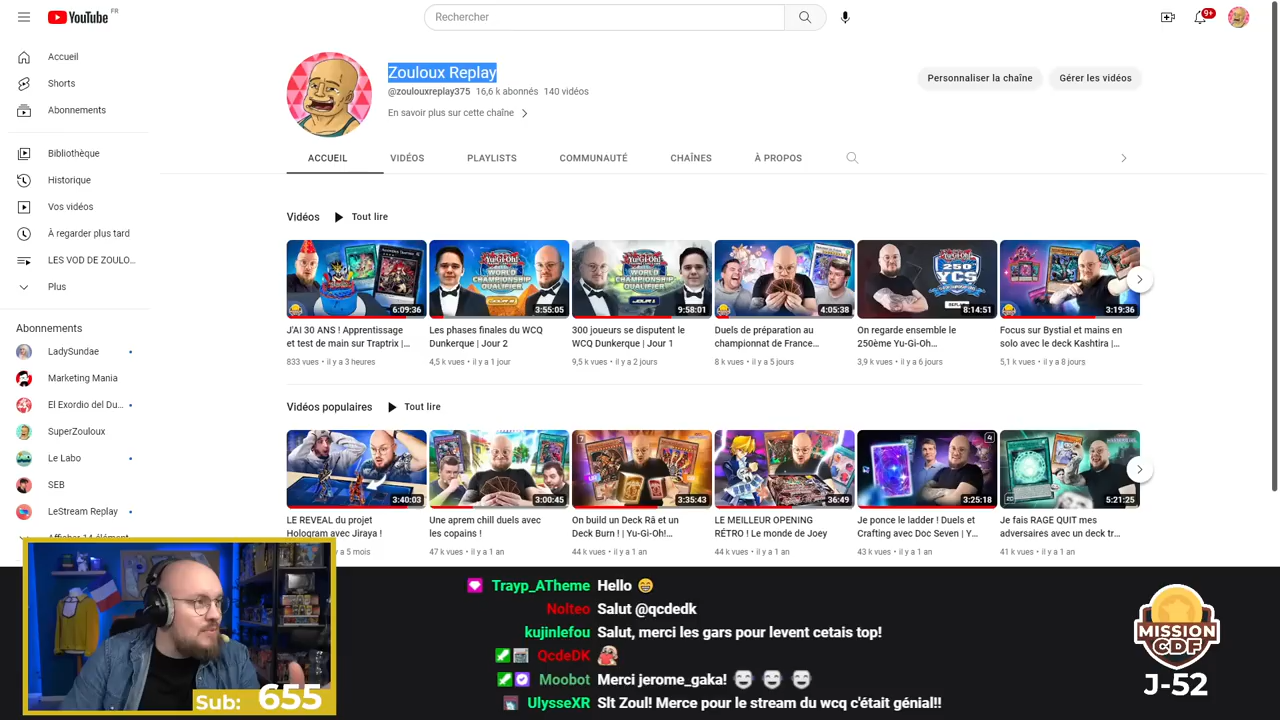 YouTube FR
Rechercher
9+
Accueil
Shorts
Abonnements
Bibliothèque
Historique
Vos vidéos
À regarder plus tard
LES VOD DE ZOULO...
Plus
Abonnements
LadySundae
Marketing Mania
El Exordio del Du...
SuperZouloux
Le Labo
SEB
LeStream Replay
Zouloux Replay
@zoulouxreplay375 16,6 k abonnés 140 vidéos
En savoir plus sur cette chaîne
Personnaliser la chaîne Gérer les vidéos
ACCUEIL VIDÉOS PLAYLISTS COMMUNAUTÉ CHAÎNES À PROPOS
Vidéos Tout lire
6:09:36
3:55:05
9:58:01
4:05:38
8:14:51
3:19:36
J'AI 30 ANS ! Apprentissage
et test de main sur Traptrix |...
833 vues • il y a 3 heures
Les phases finales du WCQ
Dunkerque | Jour 2
4,5 k vues • il y a 1 jour
300 joueurs se disputent le
WCQ Dunkerque | Jour 1
9,5 k vues • il y a 2 jours
Duels de préparation au
championnat de France...
8 k vues • il y a 5 jours
On regarde ensemble le
250ème Yu-Gi-Oh...
3,9 k vues • il y a 6 jours
Focus sur Bystial et mains en
solo avec le deck Kashtira |...
5,1 k vues • il y a 8 jours
Vidéos populaires Tout lire
3:40:03
3:00:45
3:35:43
36:49
3:25:18
5:21:25
LE REVEAL du projet
Hologram avec Jiraya !
a 5 mois
Une aprem chill duels avec
les copains !
47 k vues • il y a 1 an
On build un Deck Râ et un
Deck Burn ! | Yu-Gi-Oh!...
44 k vues • il y a 1 an
LE MEILLEUR OPENING
RÉTRO ! Le monde de Joey
44 k vues • il y a 1 an
Je ponce le ladder ! Duels et
Crafting avec Doc Seven | Y...
43 k vues • il y a 1 an
Je fais RAGE QUIT mes
adversaires avec un deck tr...
41 k vues • il y a 1 an
Trayp_ATheme Hello
Nolteo Salut @qcdedk
kujinlefou Salut, merci les gars pour levent cetais top!
QcdeDK
Moobot Merci jerome_gaka!
UlysseXR Slt Zoul! Merce pour le stream du wcq c'était génial!!
Sub: 655
MISSION
CDF
J-52